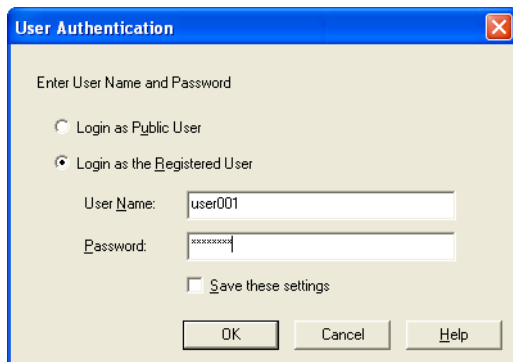 User Authentication
Enter User Name and Password
Login as Public User
Login as the Registered User
User Name: user001
Password: xxxxxxxx
Save these settings
OK Cancel Help